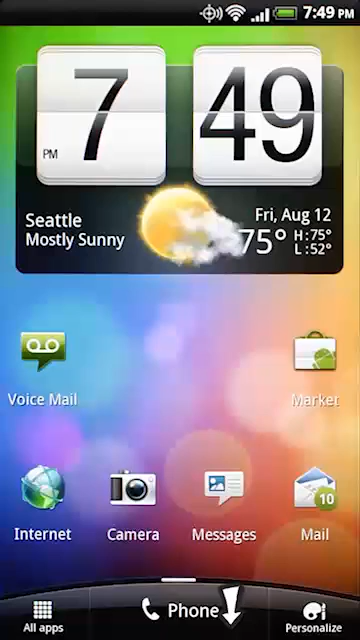 7:49 PM
7 49
PM
Seattle
Mostly Sunny
Fri, Aug 12
75° H:75°
L:52°
Voice Mail
Market
10
Internet
Camera
Messages
Mail
All apps
Phone
Personalize